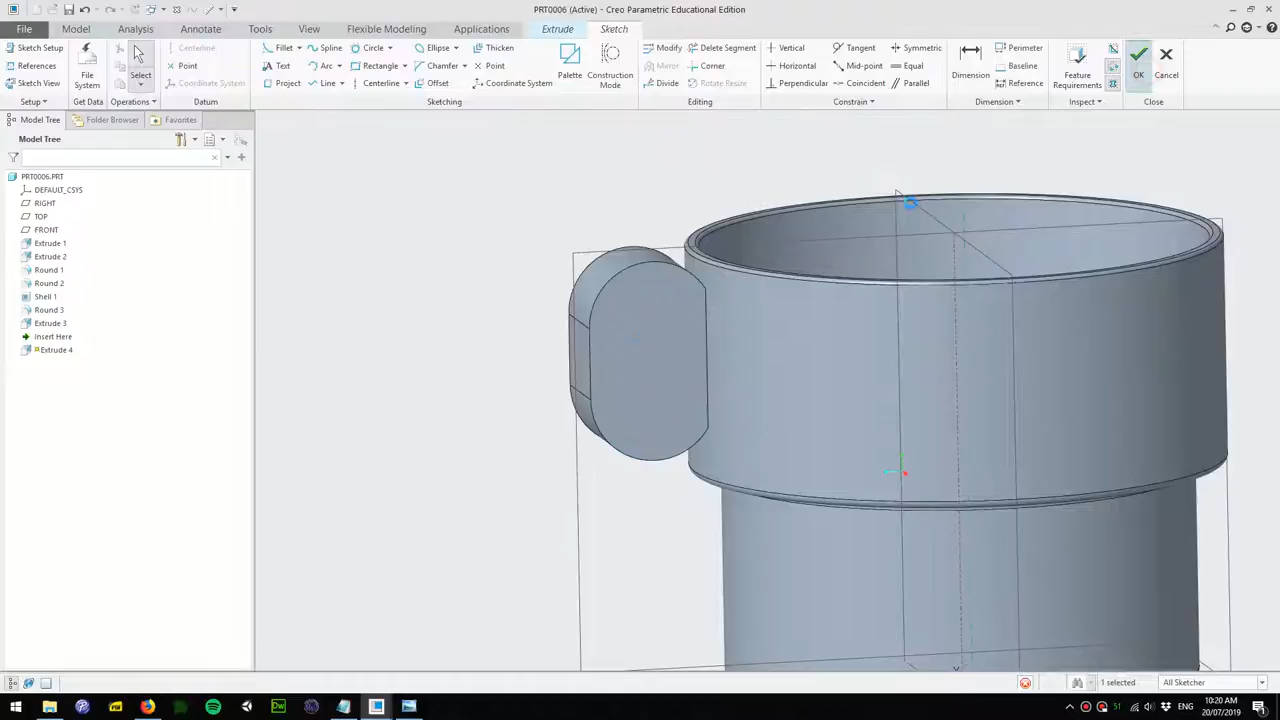 PRT0006 (Active) - Creo Parametric Educational Edition
File Model Analysis Annotate Tools View Flexible Modeling Applications Extrude Sketch
Sketch Setup
References
Sketch View
Setup
File System
Get Data
Select
Operations
Centerline
Point
Coordinate System
Datum
Fillet Spline Circle Ellipse Thicken
Text Arc Rectangle Chamfer Point
Project Line Centerline Offset Coordinate System
Palette
Construction Mode
Sketching
Modify Delete Segment
Mirror Corner
Divide Rotate Resize
Editing
Vertical Tangent Symmetric
Horizontal Mid-point Equal
Perpendicular Coincident Parallel
Constrain
Dimension
Perimeter
Baseline
Reference
Dimension
Feature Requirements
Inspect
OK
Cancel
Close
Model Tree Folder Browser Favorites
Model Tree
PRT0006.PRT
DEFAULT_CSYS
RIGHT
TOP
FRONT
Extrude 1
Extrude 2
Round 1
Round 2
Shell 1
Round 3
Extrude 3
Insert Here
Extrude 4
1 selected All Sketcher
Dw
51
ENG
10:20 AM
20/07/2019